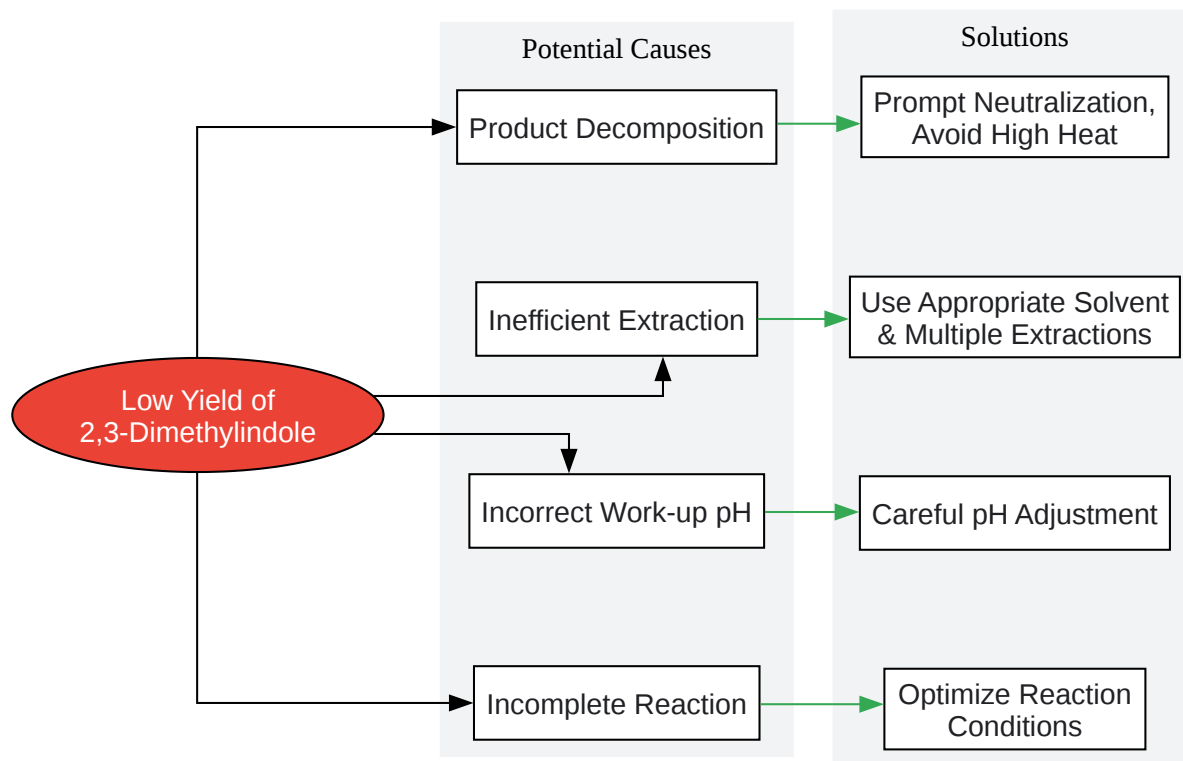 Potential Causes
Solutions
Product Decomposition
Prompt Neutralization,
Avoid High Heat
Inefficient Extraction
Use Appropriate Solvent
& Multiple Extractions
Low Yield of
2,3-Dimethylindole
Incorrect Work-up pH
Careful pH Adjustment
Incomplete Reaction
Optimize Reaction
Conditions